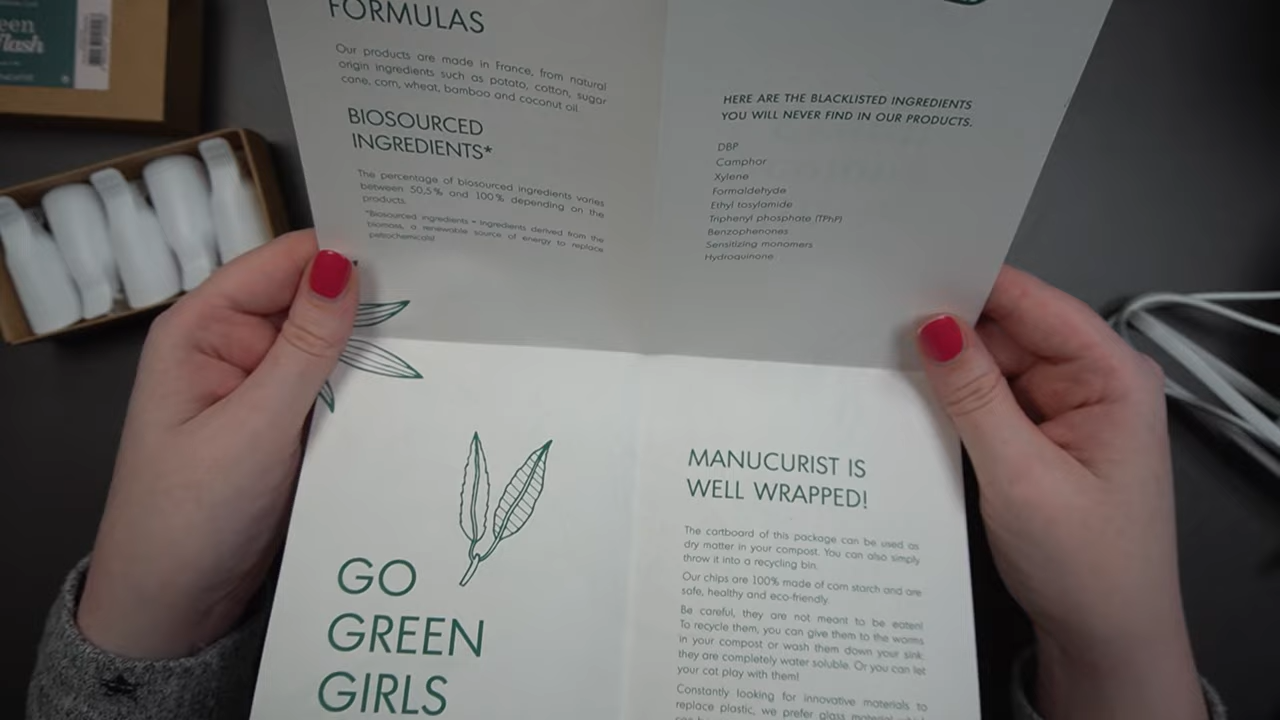 een
flash
FORMULAS
Our products are made in France, from natural
origin ingredients such as potato, cotton, sugar
cane, corn, wheat, bamboo and coconut oil.
BIOSOURCED
INGREDIENTS*
The percentage of biosourced ingredients varies
between 50,5% and 100% depending on the
products.
*Biosourced ingredients = Ingredients derived from the
biomass, a renewable source of energy to replace
petrochemicals!
HERE ARE THE BLACKLISTED INGREDIENTS
YOU WILL NEVER FIND IN OUR PRODUCTS.
DBP
Camphor
Xylene
Formaldehyde
Ethyl tosylamide
Triphenyl phosphate (TPhP)
Benzophenones
Sensitizing monomers
Hydroquinone
GO
GREEN
GIRLS
MANUCURIST IS
WELL WRAPPED!
The cartboard of this package can be used as
dry matter in your compost. You can also simply
throw it into a recycling bin.
Our chips are 100% made of corn starch and are
safe, healthy and eco-friendly.
Be careful, they are not meant to be eaten!
To recycle them, you can give them to the worms
in your compost or wash them down your sink,
they are completely water soluble. Or you can let
your cat play with them!
Constantly looking for innovative materials to
replace plastic, we prefer glass material which